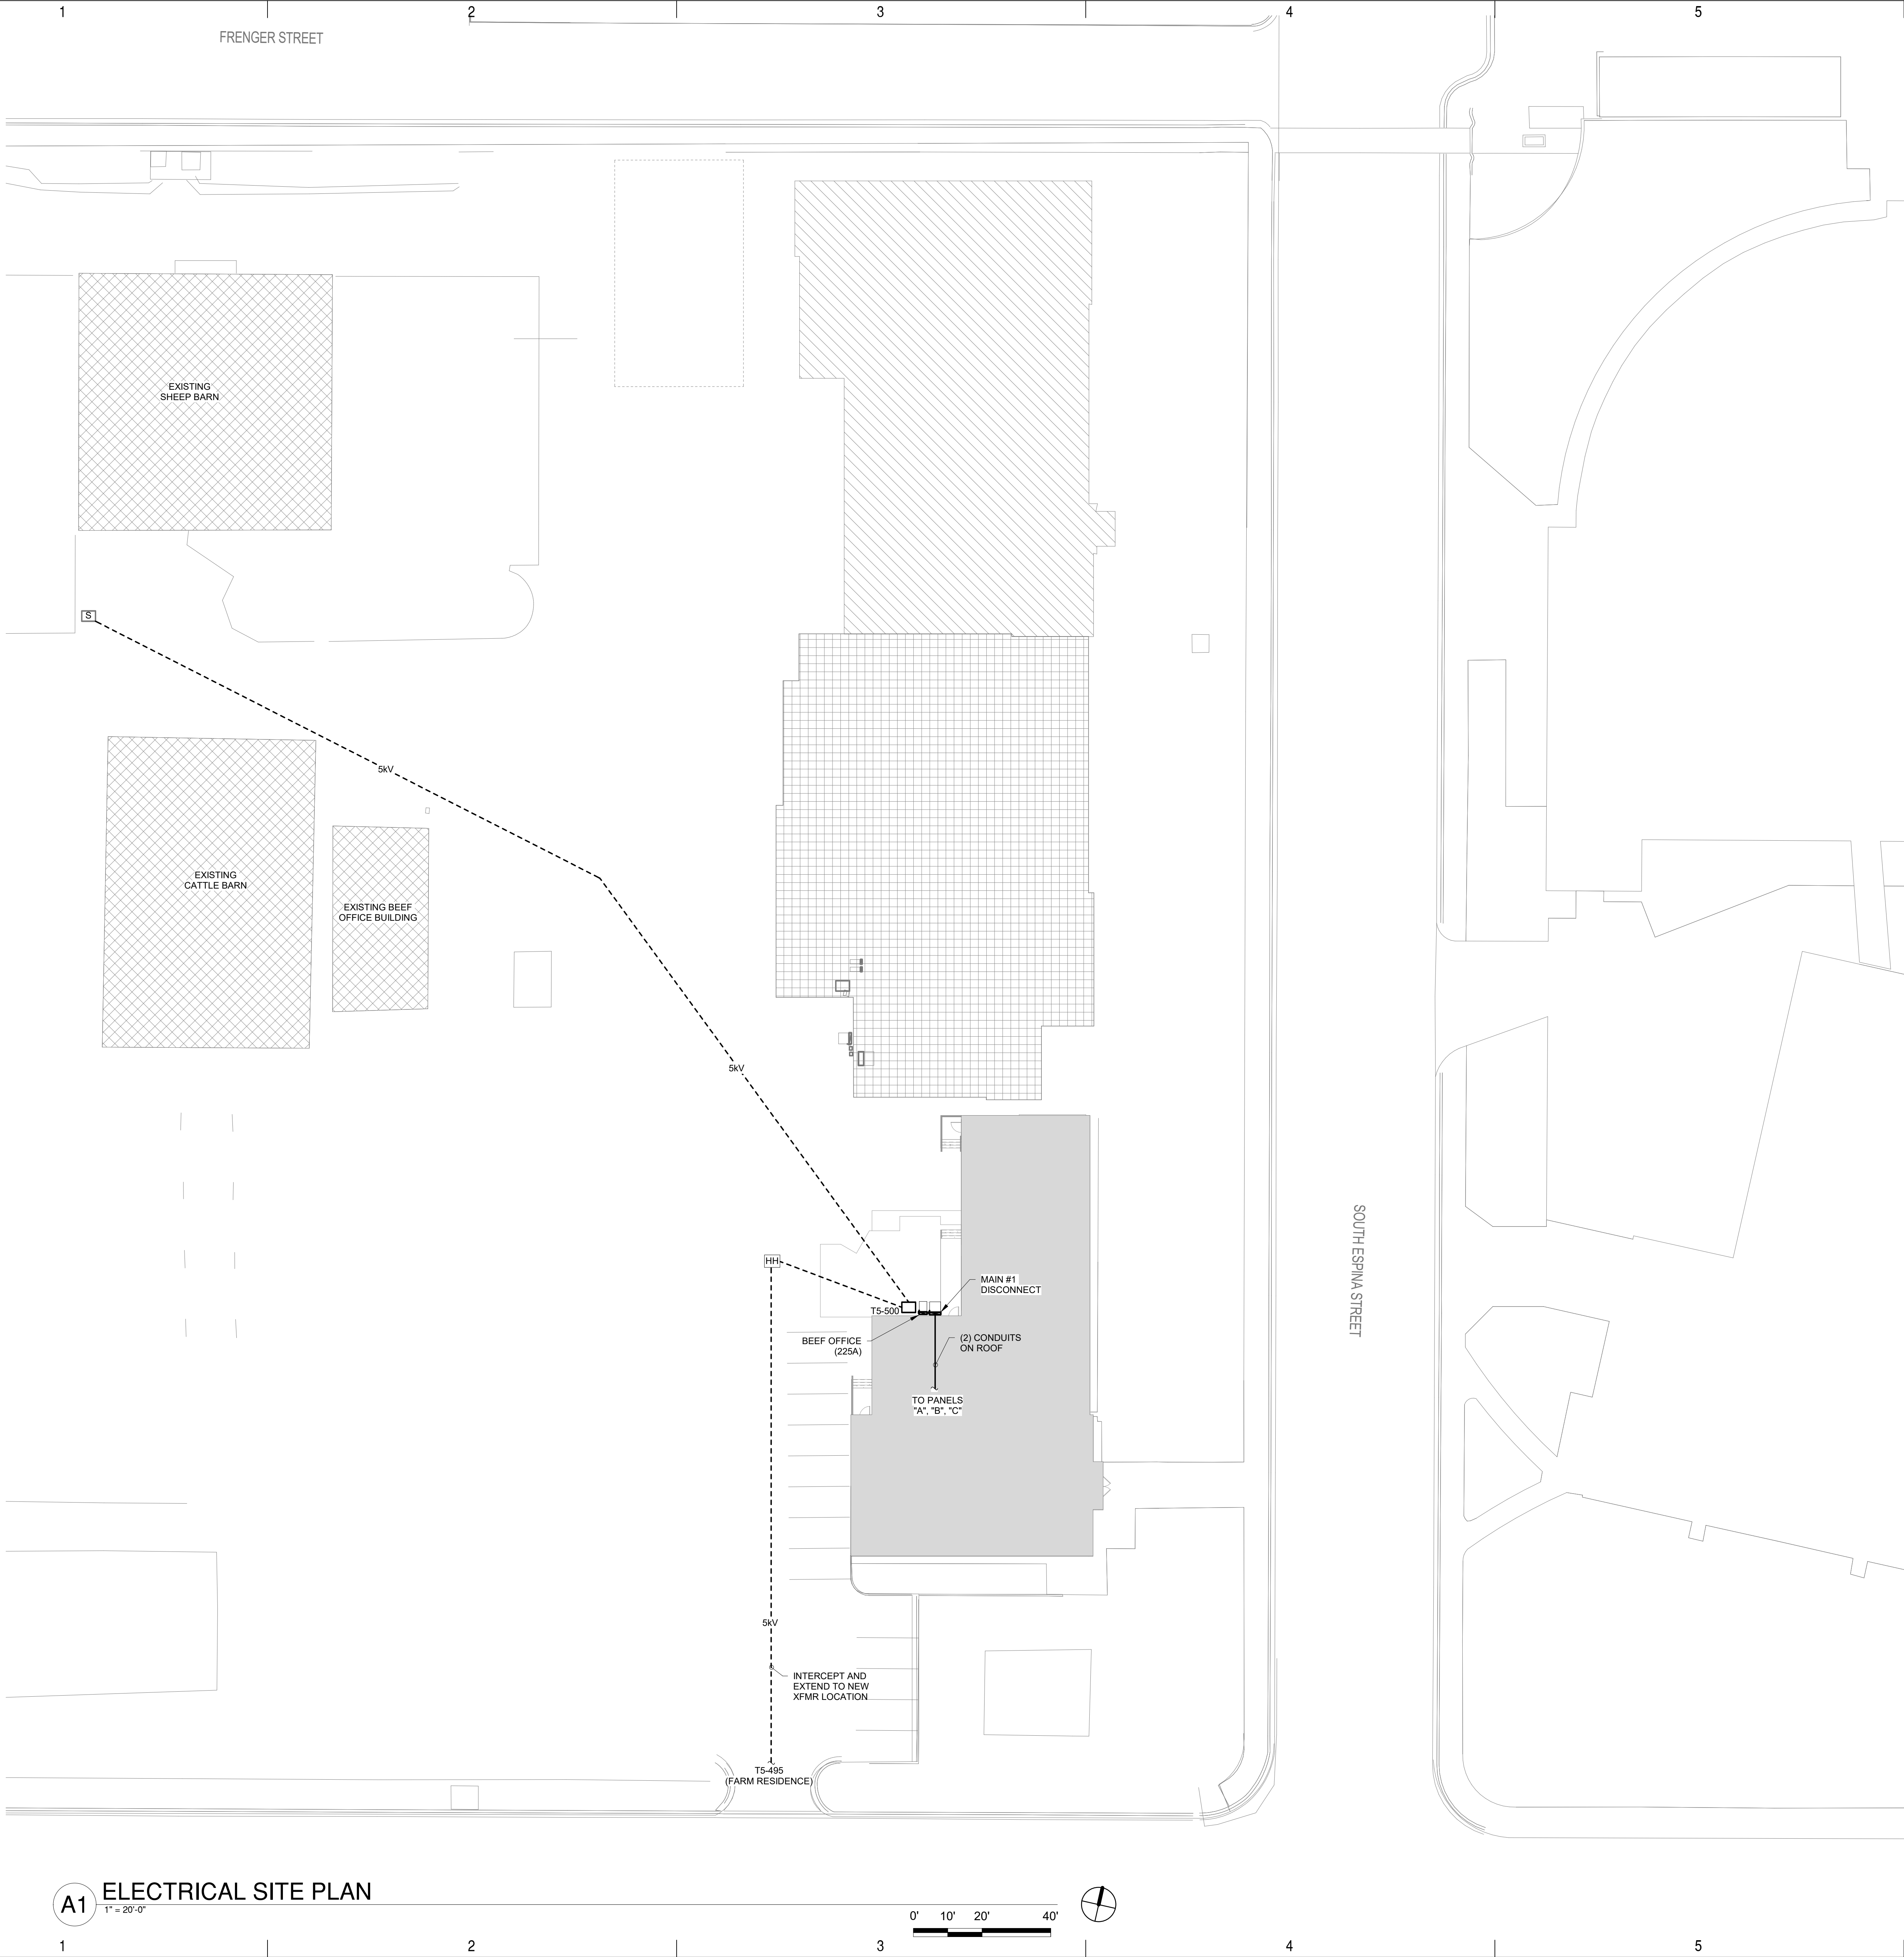 1 2 3 4 5
FRENGER STREET
EXISTING
SHEEP BARN
S
5kV
EXISTING
CATTLE BARN
EXISTING BEEF
OFFICE BUILDING
5kV
SOUTH ESPINA STREET
HH
MAIN #1
DISCONNECT
T5-500
BEEF OFFICE
(225A)
(2) CONDUITS
ON ROOF
TO PANELS
"A", "B", "C"
5kV
INTERCEPT AND
EXTEND TO NEW
XFMR LOCATION
T5-495
(FARM RESIDENCE)
A1 ELECTRICAL SITE PLAN
1" = 20'-0"
0' 10' 20' 40'
1 2 3 4 5